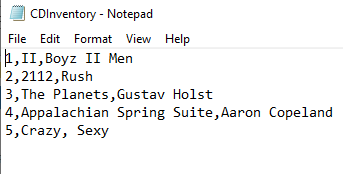 CDInventory - Notepad
File Edit Format View Help
1,II,Boyz II Men
2,2112,Rush
3,The Planets,Gustav Holst
4,Appalachian Spring Suite,Aaron Copeland
5,Crazy, Sexy